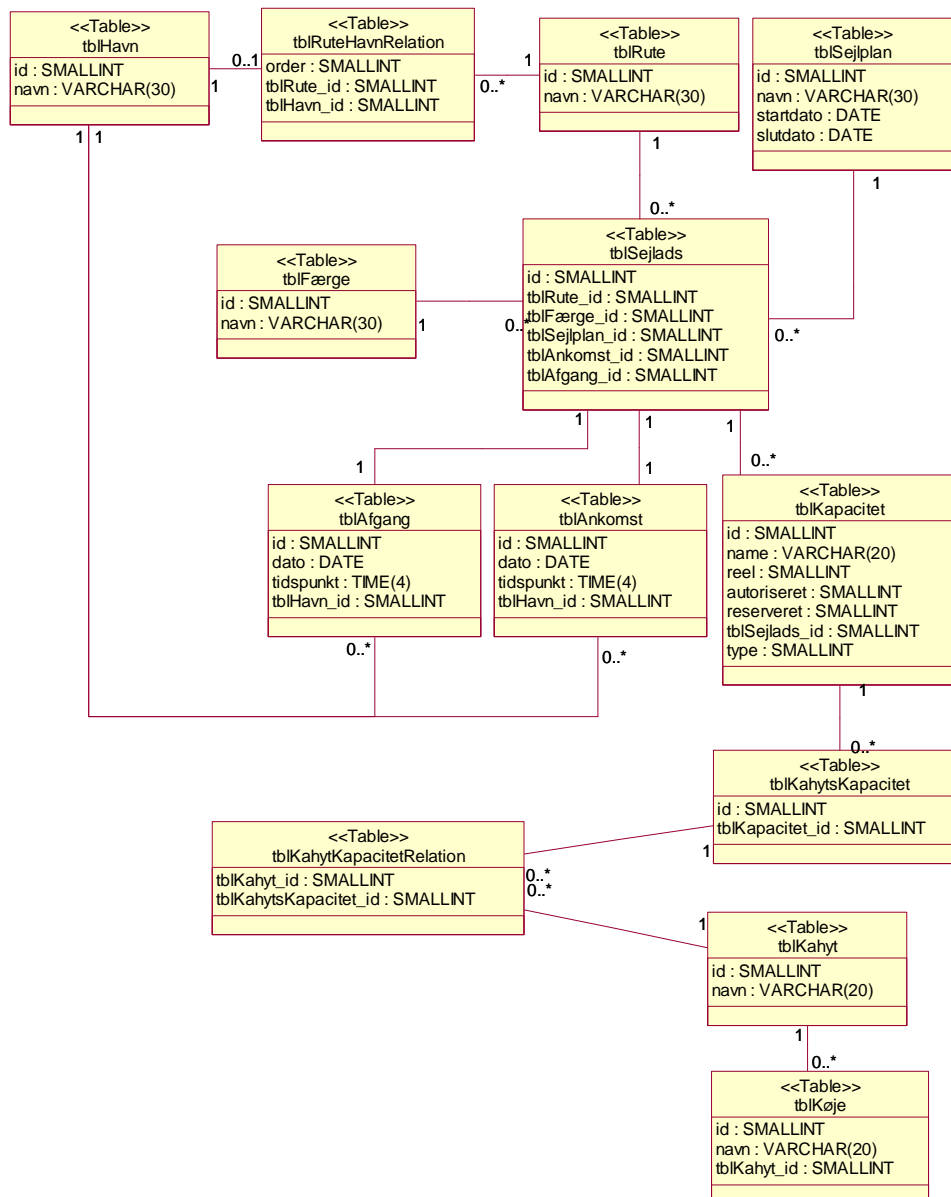 <<Table>>
tblHavn
id : SMALLINT
navn : VARCHAR(30)
<<Table>>
tblRuteHavnRelation
order : SMALLINT
tblRute_id : SMALLINT
tblHavn_id : SMALLINT
<<Table>>
tblRute
id : SMALLINT
navn : VARCHAR(30)
<<Table>>
tblSejlplan
id : SMALLINT
navn : VARCHAR(30)
startdato : DATE
slutdato : DATE
0..1
1
1
0..*
1
1
1
1
0..*
<<Table>>
tblSejlads
id : SMALLINT
tblRute_id : SMALLINT
tblFærge_id : SMALLINT
tblSejlplan_id : SMALLINT
tblAnkomst_id : SMALLINT
tblAfgang_id : SMALLINT
<<Table>>
tblFærge
id : SMALLINT
navn : VARCHAR(30)
1
0..*
0..*
1
1
1
1
1
0..*
<<Table>>
tblAfgang
id : SMALLINT
dato : DATE
tidspunkt : TIME(4)
tblHavn_id : SMALLINT
<<Table>>
tblAnkomst
id : SMALLINT
dato : DATE
tidspunkt : TIME(4)
tblHavn_id : SMALLINT
<<Table>>
tblKapacitet
id : SMALLINT
name : VARCHAR(20)
reel : SMALLINT
autoriseret : SMALLINT
reserveret : SMALLINT
tblSejlads_id : SMALLINT
type : SMALLINT
0..*
0..*
1
0..*
<<Table>>
tblKahytsKapacitet
id : SMALLINT
tblKapacitet_id : SMALLINT
<<Table>>
tblKahytKapacitetRelation
tblKahyt_id : SMALLINT
tblKahytsKapacitet_id : SMALLINT
1
0..*
0..*
1
<<Table>>
tblKahyt
id : SMALLINT
navn : VARCHAR(20)
1
0..*
<<Table>>
tblKøje
id : SMALLINT
navn : VARCHAR(20)
tblKahyt_id : SMALLINT